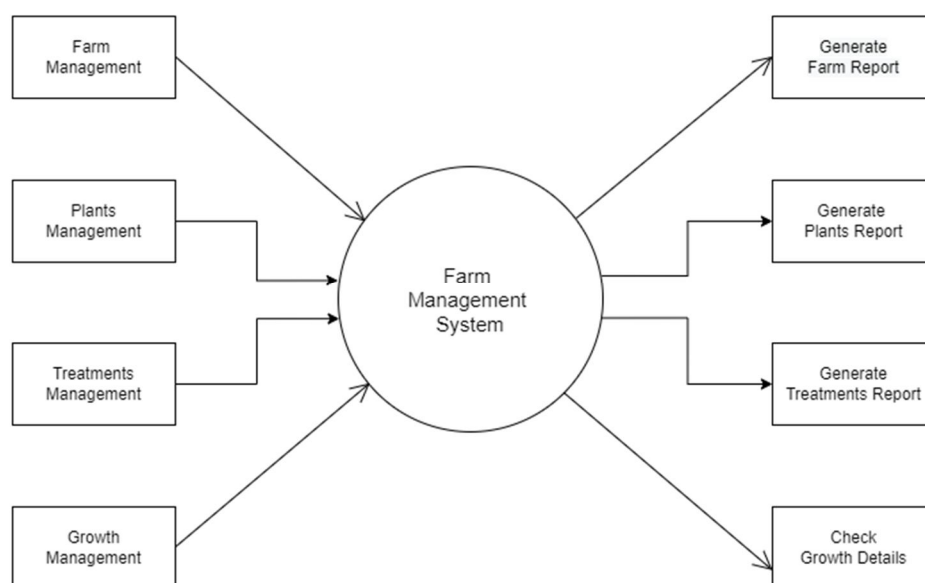 Farm
Management
Plants
Management
Treatments
Management
Growth
Management
Farm
Management
System
Generate
Farm Report
Generate
Plants Report
Generate
Treatments Report
Check
Growth Details